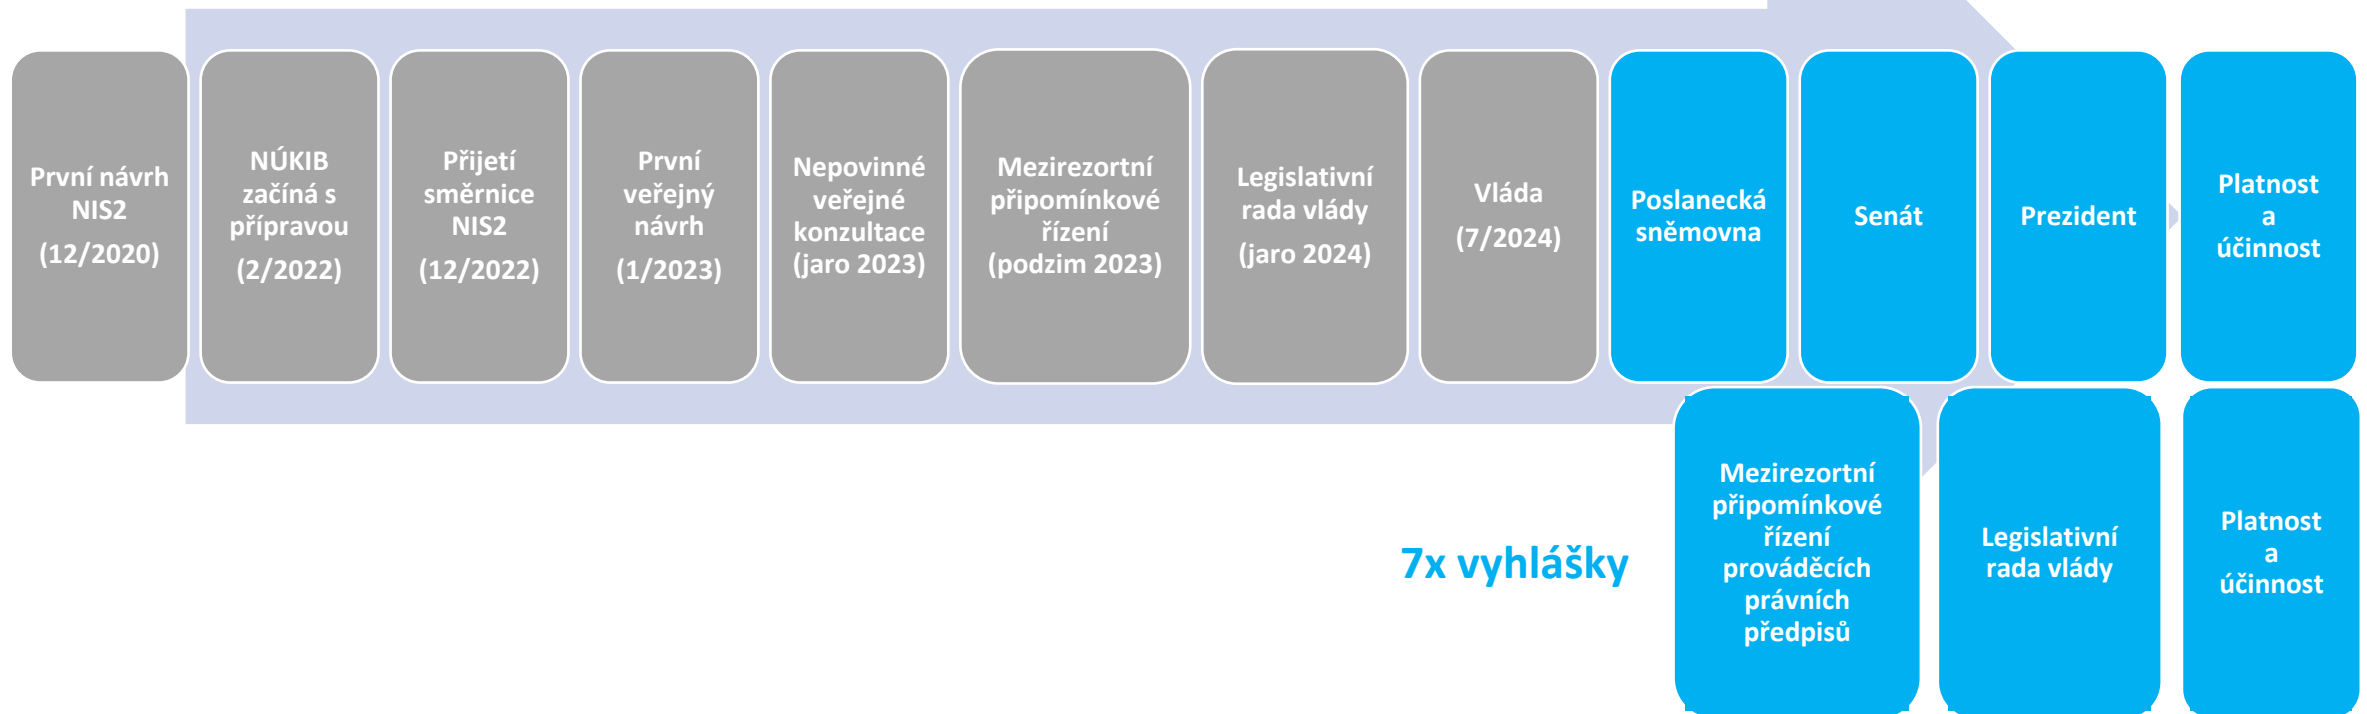 První návrh
NIS2
(12/2020)
NÚKIB
začíná s
přípravou
(2/2022)
Přijetí
směrnice
NIS2
(12/2022)
První
veřejný
návrh
(1/2023)
Nepovinné
veřejné
konzultace
(jaro 2023)
Mezirezortní
připomínkové
řízení
(podzim 2023)
Legislativní
rada vlády
(jaro 2024)
Vláda
(7/2024)
Poslanecká
sněmovna
Senát
Prezident
Platnost
a
účinnost
7x vyhlášky
Mezirezortní
připomínkové
řízení
prováděcích
právních
předpisů
Legislativní
rada vlády
Platnost
a
účinnost